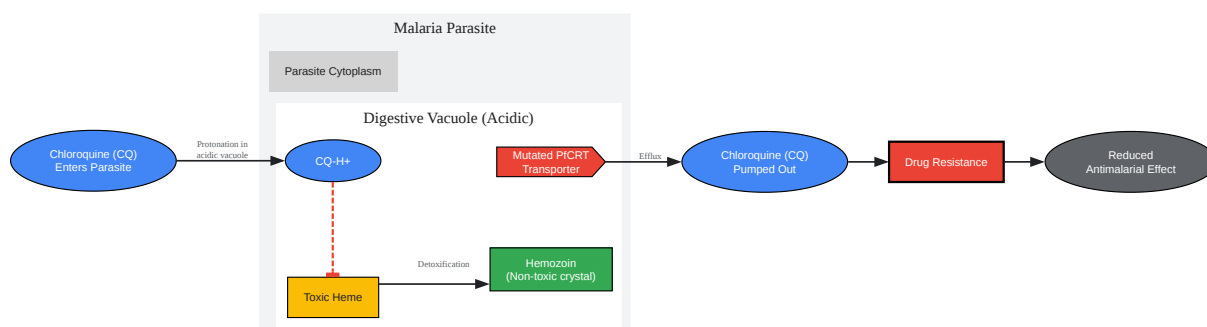 Malaria Parasite
Parasite Cytoplasm
Digestive Vacuole (Acidic)
Chloroquine (CQ)
Enters Parasite
Protonation in
acidic vacuole
CQ-H+
Mutated PfCRT
Transporter
Efflux
Chloroquine (CQ)
Pumped Out
Drug Resistance
Reduced
Antimalarial Effect
Toxic Heme
Detoxification
Hemozoin
(Non-toxic crystal)